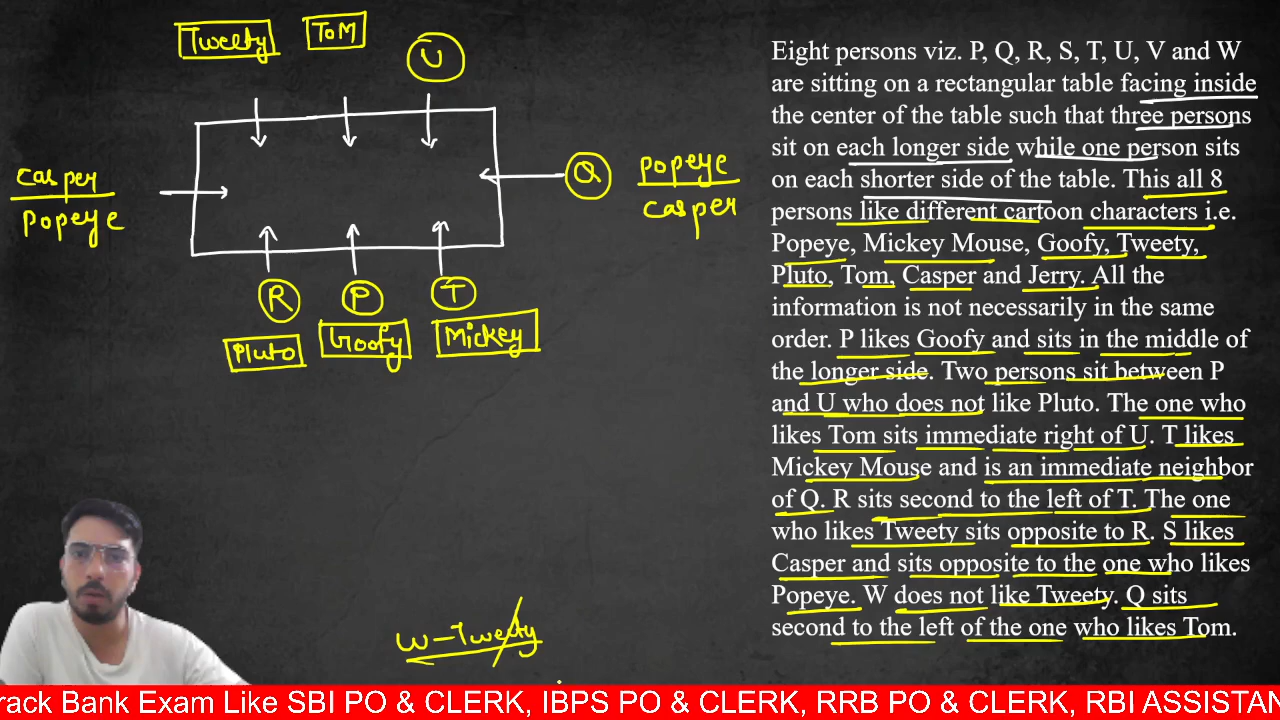 Tweety
ToM
U
Casper
Popeye
Q
Popeye
Casper
R
P
T
Pluto
Goofy
Mickey
W-Tweety
Eight persons viz. P, Q, R, S, T, U, V and W
are sitting on a rectangular table facing inside
the center of the table such that three persons
sit on each longer side while one person sits
on each shorter side of the table. This all 8
persons like different cartoon characters i.e.
Popeye, Mickey Mouse, Goofy, Tweety,
Pluto, Tom, Casper and Jerry. All the
information is not necessarily in the same
order. P likes Goofy and sits in the middle of
the longer side. Two persons sit between P
and U who does not like Pluto. The one who
likes Tom sits immediate right of U. T likes
Mickey Mouse and is an immediate neighbor
of Q. R sits second to the left of T. The one
who likes Tweety sits opposite to R. S likes
Casper and sits opposite to the one who likes
Popeye. W does not like Tweety. Q sits
second to the left of the one who likes Tom.
rack Bank Exam Like SBI PO & CLERK, IBPS PO & CLERK, RRB PO & CLERK, RBI ASSISTAN